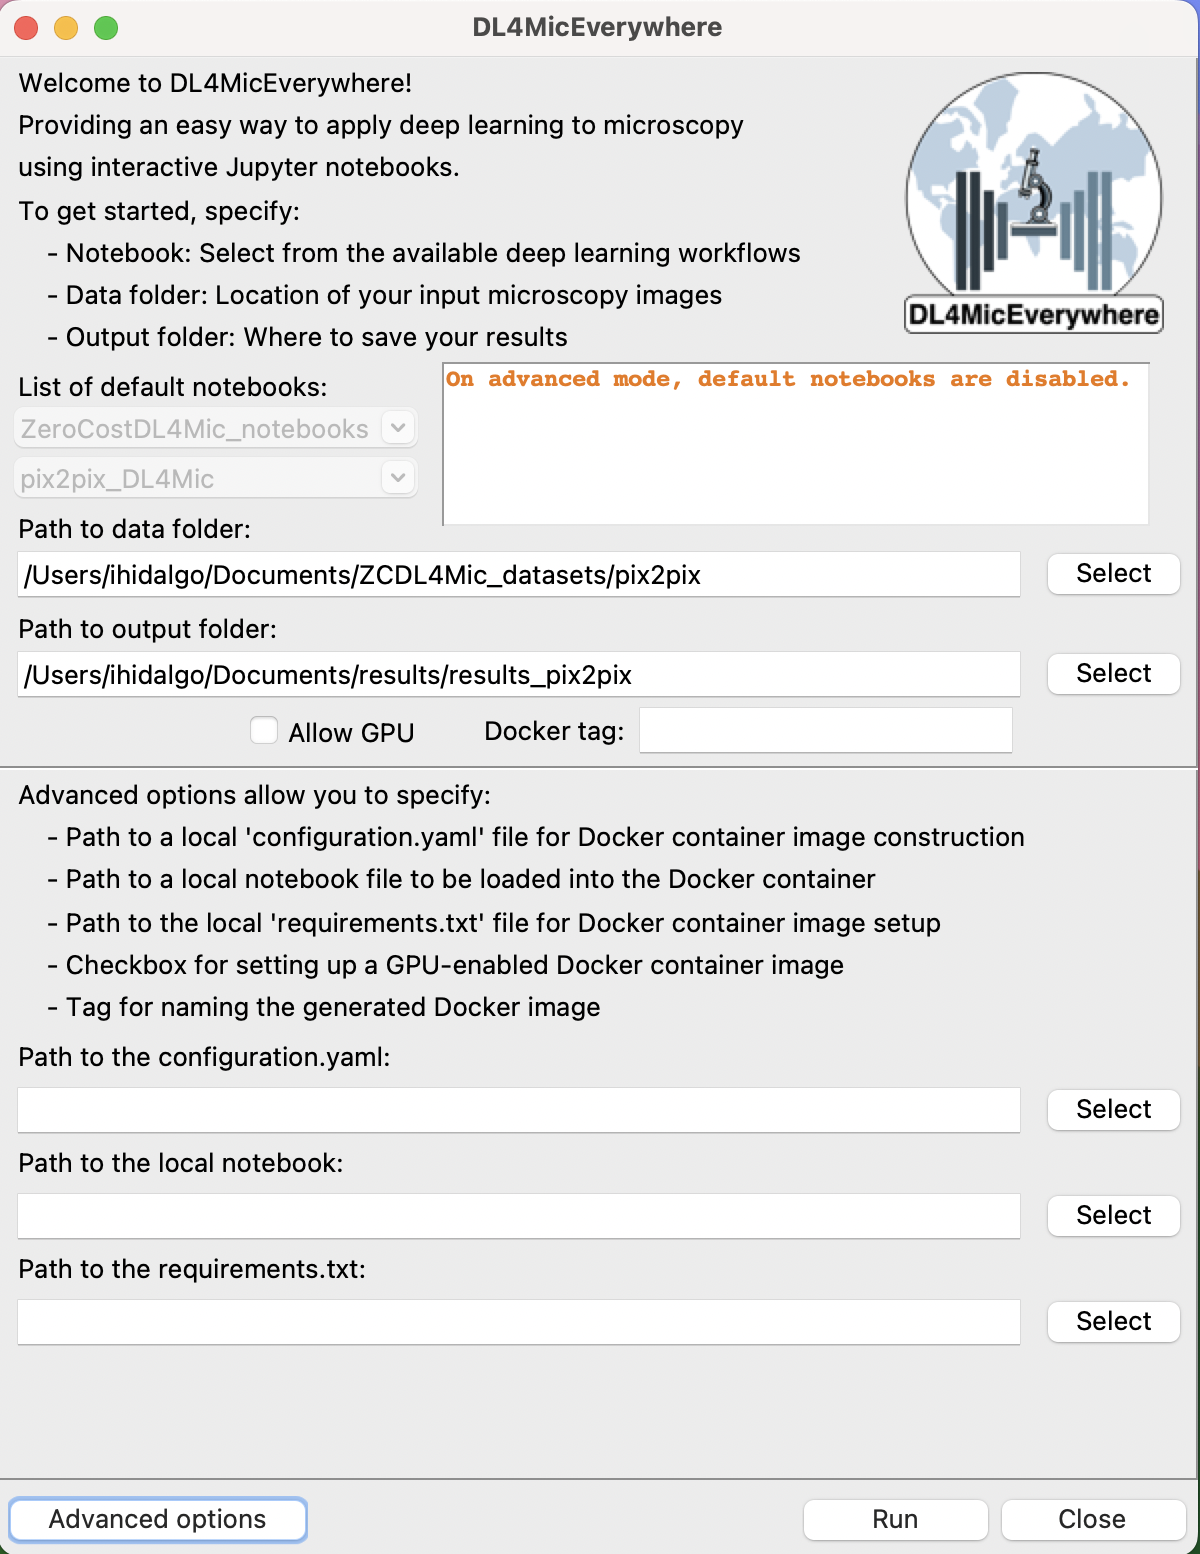 DL4MicEverywhere
Welcome to DL4MicEverywhere!
Providing an easy way to apply deep learning to microscopy
using interactive Jupyter notebooks.
To get started, specify:
- Notebook: Select from the available deep learning workflows
- Data folder: Location of your input microscopy images
- Output folder: Where to save your results
DL4MicEverywhere
List of default notebooks:
ZeroCostDL4Mic_notebooks
pix2pix_DL4Mic
On advanced mode, default notebooks are disabled.
Path to data folder:
/Users/ihidalgo/Documents/ZCDL4Mic_datasets/pix2pix Select
Path to output folder:
/Users/ihidalgo/Documents/results/results_pix2pix Select
Allow GPU Docker tag:
Advanced options allow you to specify:
- Path to a local 'configuration.yaml' file for Docker container image construction
- Path to a local notebook file to be loaded into the Docker container
- Path to the local 'requirements.txt' file for Docker container image setup
- Checkbox for setting up a GPU-enabled Docker container image
- Tag for naming the generated Docker image
Path to the configuration.yaml:
Select
Path to the local notebook:
Select
Path to the requirements.txt:
Select
Advanced options Run Close